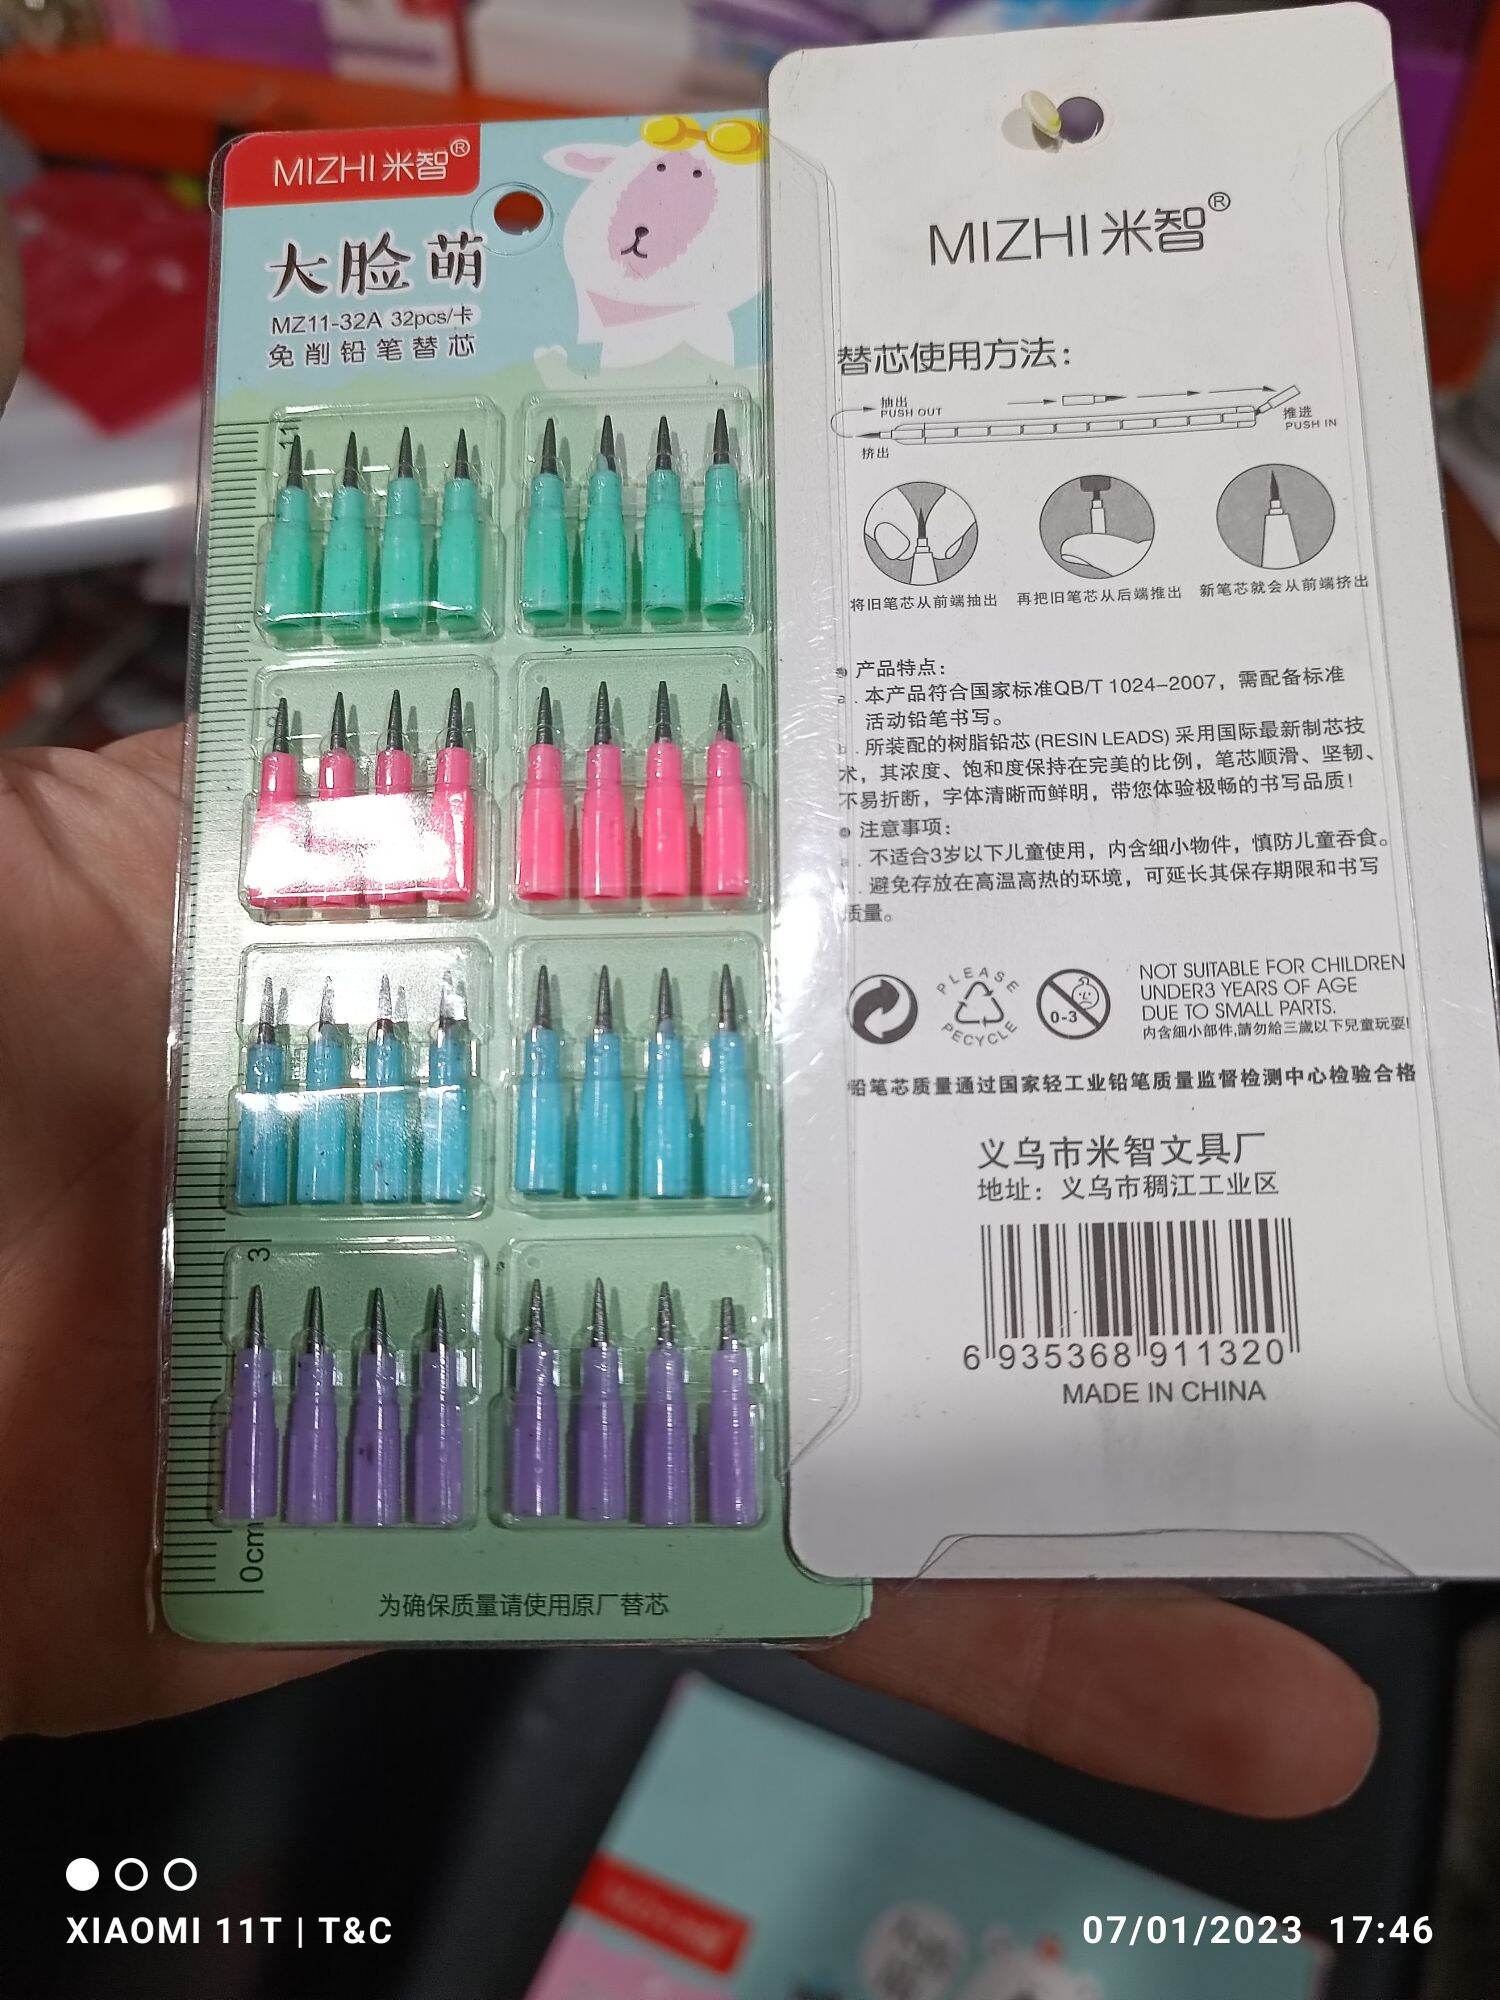 MIZHI 米智®
大脸萌
MZ11-32A 32pcs/卡
免削铅笔替芯
11
3
0cm
为确保质量请使用原厂替芯
MIZHI 米智®
替芯使用方法：
抽出
PUSH OUT
挤出
推进
PUSH IN
将旧笔芯从前端抽出
再把旧笔芯从后端推出
新笔芯就会从前端挤出
产品特点：
a．本产品符合国家标准QB/T 1024-2007，需配备标准
活动铅笔书写。
b．所装配的树脂铅芯(RESIN LEADS) 采用国际最新制芯技
术，其浓度、饱和度保持在完美的比例，笔芯顺滑、坚韧、
不易折断，字体清晰而鲜明，带您体验极畅的书写品质！
注意事项：
a．不适合3岁以下儿童使用，内含细小物件，慎防儿童吞食。
．避免存放在高温高热的环境，可延长其保存期限和书写
质量。
PLEASE
PECYCLE
0-3
NOT SUITABLE FOR CHILDREN
UNDER3 YEARS OF AGE
DUE TO SMALL PARTS.
内含細小部件,請勿給三歲以下兒童玩耍!
铅笔芯质量通过国家轻工业铅笔质量监督检测中心检验合格
义乌市米智文具厂
地址：义乌市稠江工业区
6 935368 911320
MADE IN CHINA
XIAOMI 11T | T&C
07/01/2023 17:46